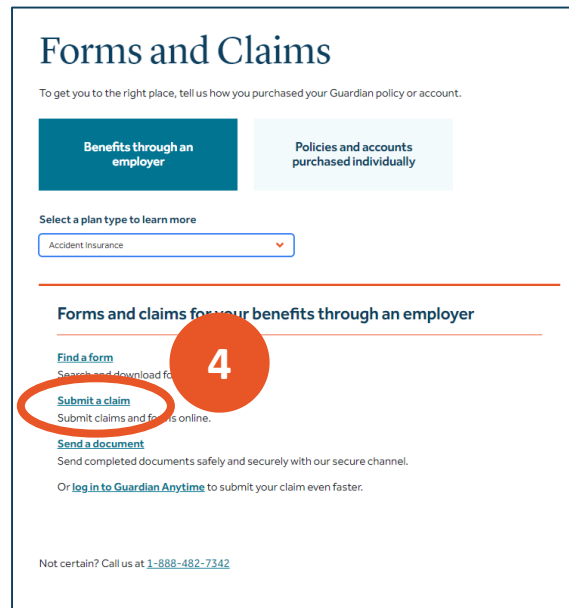 Forms and Claims
To get you to the right place, tell us how you purchased your Guardian policy or account.
Benefits through an
employer
Policies and accounts
purchased individually
Select a plan type to learn more
Accident Insurance
Forms and claims for your benefits through an employer
4
Find a form
Search and download
Submit a claim
Submit claims and forms online.
Send a document
Send completed documents safely and securely with our secure channel.
Or log in to Guardian Anytime to submit your claim even faster.
Not certain? Call us at 1-888-482-7342